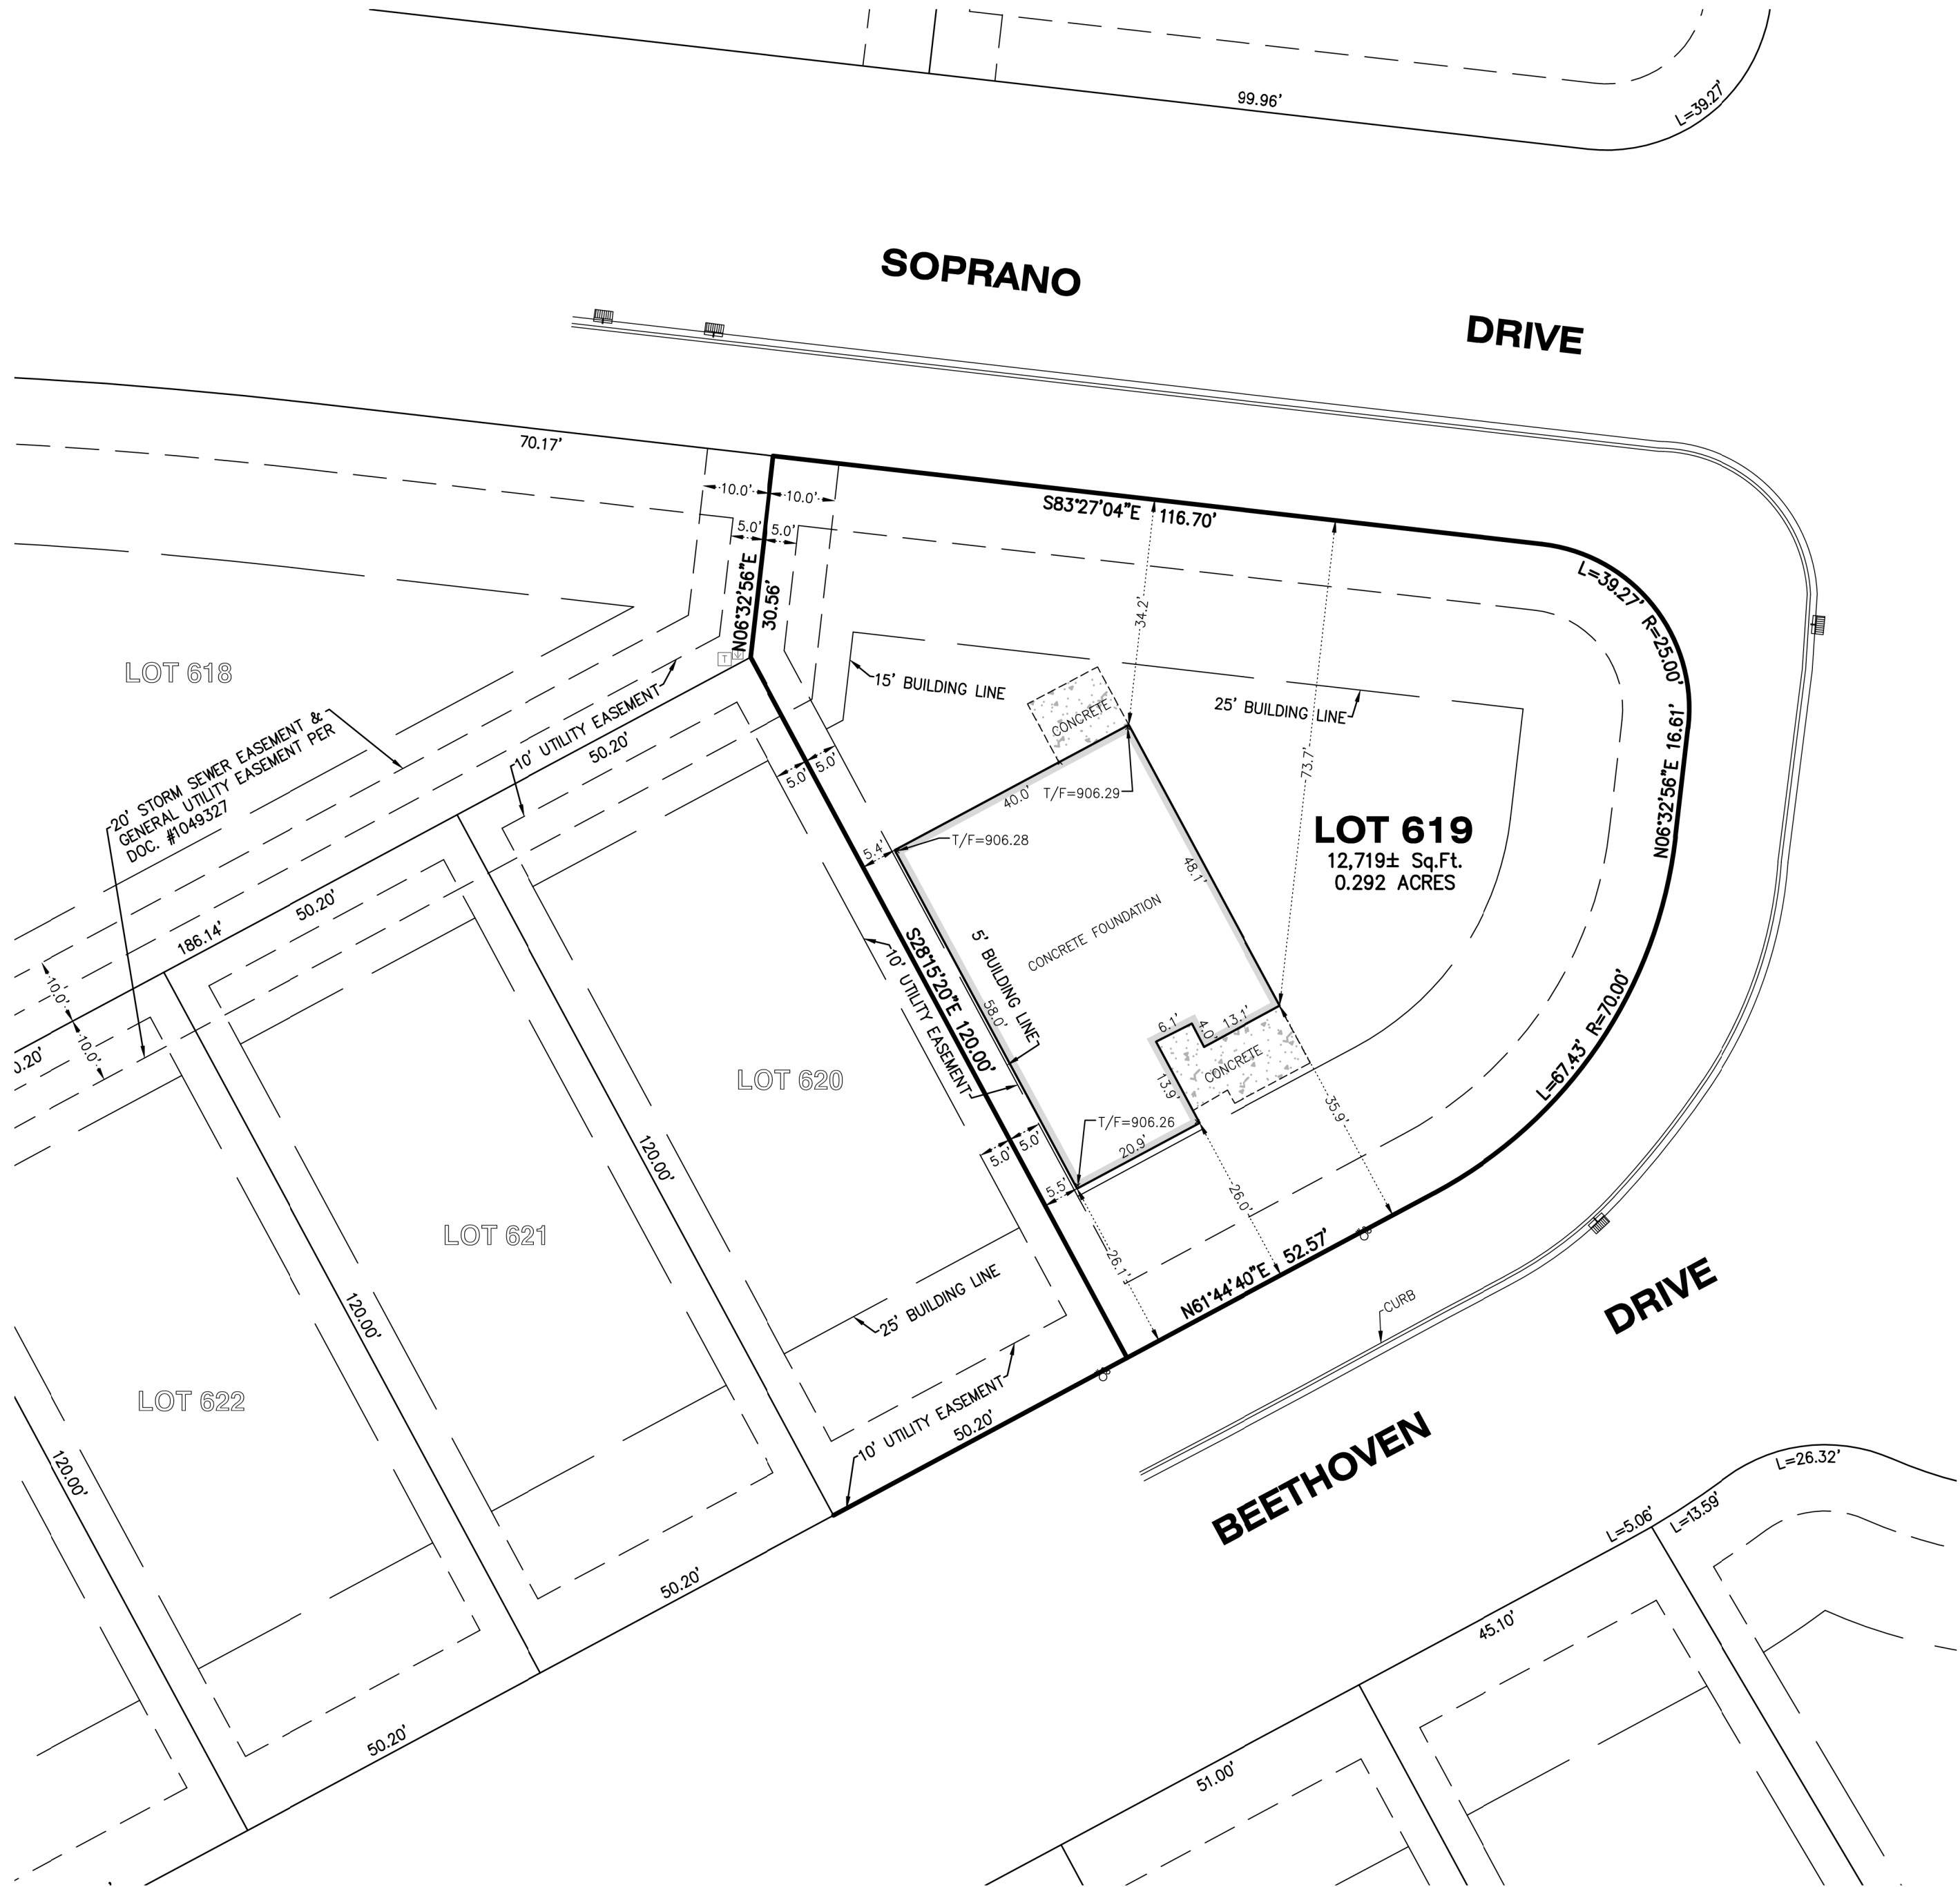 99.96'
L=39.27'
SOPRANO
DRIVE
70.17'
10.0'
10.0'
5.0'
5.0'
S83°27'04"E 116.70'
N06°32'56"E
30.56'
L=39.27' R=25.00'
34.2'
73.7'
LOT 618
T
15' BUILDING LINE
25' BUILDING LINE
N06°32'56"E 16.61'
CONCRETE
20' STORM SEWER EASEMENT &
GENERAL UTILITY EASEMENT PER
DOC. #1049327
10' UTILITY EASEMENT
50.20'
5.0'
5.0'
40.0'
T/F=906.29
T/F=906.28
5.4'
48.1'
LOT 619
12,719± Sq.Ft.
0.292 ACRES
50.20'
186.14'
CONCRETE FOUNDATION
5' BUILDING LINE
58.0'
S28°15'20"E 120.00'
10' UTILITY EASEMENT
10.0'
10.0'
0.20'
6.1'
4.0'
13.1'
CONCRETE
13.9'
L=67.43' R=70.00'
35.9'
LOT 620
T/F=906.26
20.9'
5.0'
5.0'
5.5'
26.0'
26.1'
120.00'
LOT 621
N61°44'40"E 52.57'
CURB
DRIVE
25' BUILDING LINE
120.00'
LOT 622
10' UTILITY EASEMENT
50.20'
BEETHOVEN
120.00'
L=26.32'
L=5.06'
L=13.59'
50.20'
45.10'
50.20'
51.00'